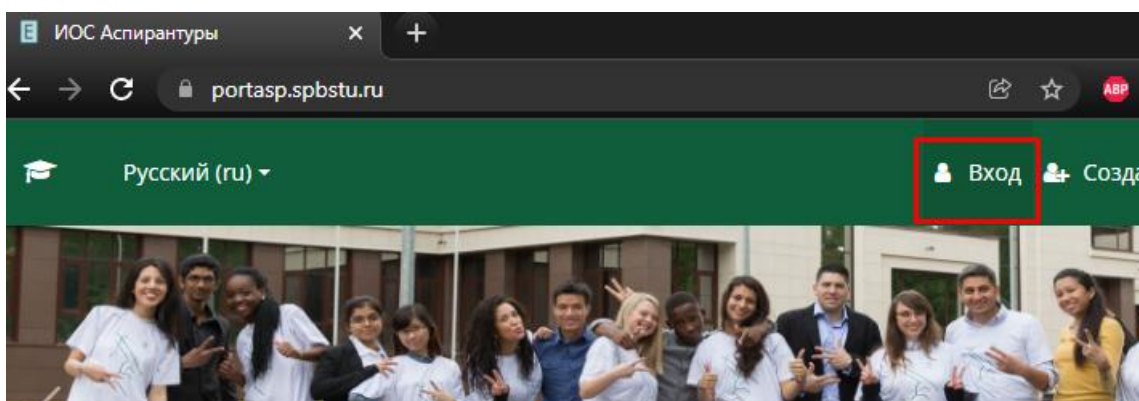 ИОС Аспирантуры
portasp.spbstu.ru
ABP
Русский (ru)
Вход